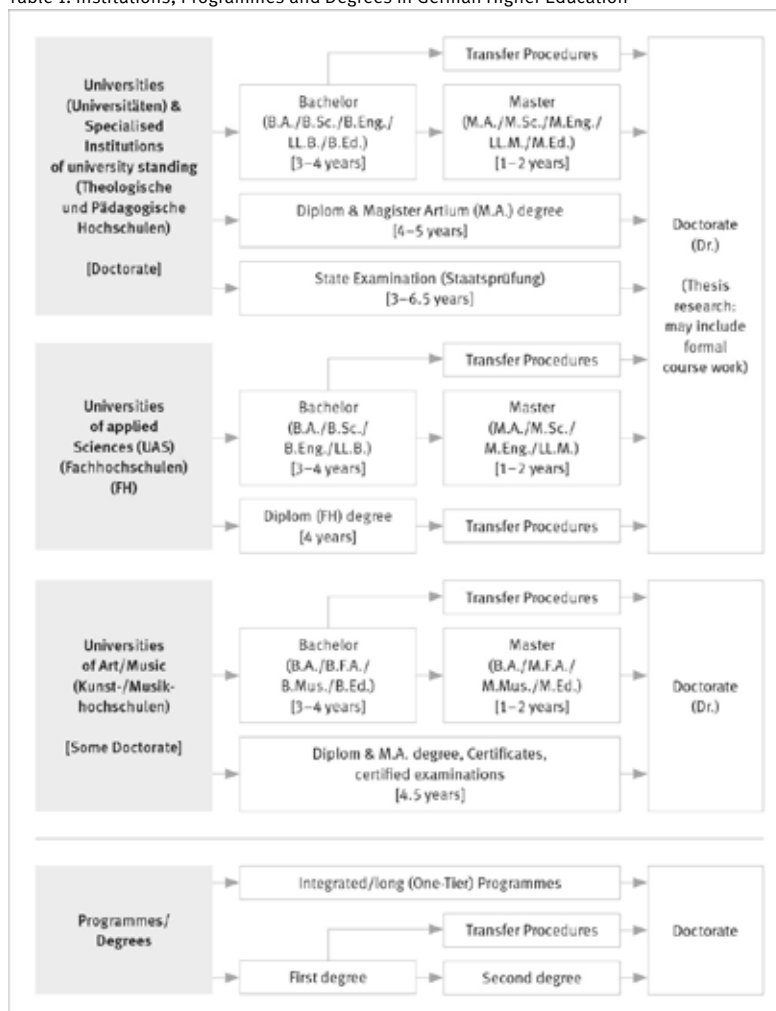 Table 1: Institutions, Programmes and Degrees in German Higher Education
Transfer Procedures
Universities
(Universitäten) &
Specialised
Institutions
of university standing
(Theologische
und Pädagogische
Hochschulen)
[Doctorate]
Bachelor
(B.A./B.Sc./B.Eng./
LL.B./B.Ed.)
[3–4 years]
Master
(M.A./M.Sc./M.Eng./
LL.M./M.Ed.)
[1–2 years]
Diplom & Magister Artium (M.A.) degree
[4–5 years]
State Examination (Staatsprüfung)
[3–6.5 years]
Doctorate
(Dr.)
(Thesis
research:
may include
formal
course work)
Transfer Procedures
Universities
of applied
Sciences (UAS)
(Fachhochschulen)
(FH)
Bachelor
(B.A./B.Sc./
B.Eng./LL.B.)
[3–4 years]
Master
(M.A./M.Sc./
M.Eng./LL.M.)
[1–2 years]
Diplom (FH) degree
[4 years]
Transfer Procedures
Transfer Procedures
Universities
of Art/Music
(Kunst-/Musik-
hochschulen)
[Some Doctorate]
Bachelor
(B.A./B.F.A./
B.Mus./B.Ed.)
[3–4 years]
Master
(B.A./M.F.A./
M.Mus./M.Ed.)
[1–2 years]
Diplom & M.A. degree, Certificates,
certified examinations
[4.5 years]
Doctorate
(Dr.)
Integrated/long (One-Tier) Programmes
Programmes/
Degrees
Transfer Procedures
First degree
Second degree
Doctorate